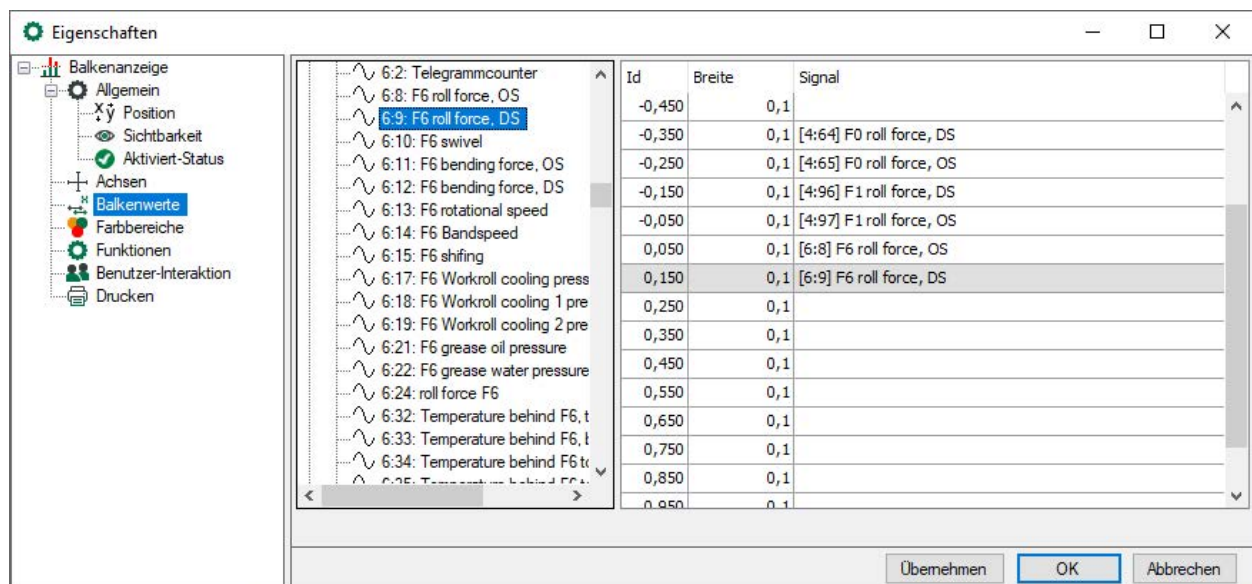 Eigenschaften
Balkenanzeige
Allgemein
Position
Sichtbarkeit
Aktiviert-Status
Achsen
Balkenwerte
Farbbereiche
Funktionen
Benutzer-Interaktion
Drucken
6:2: Telegrammcounter
6:8: F6 roll force, OS
6:9: F6 roll force, DS
6:10: F6 swivel
6:11: F6 bending force, OS
6:12: F6 bending force, DS
6:13: F6 rotational speed
6:14: F6 Bandspeed
6:15: F6 shifing
6:17: F6 Workroll cooling press
6:18: F6 Workroll cooling 1 pre
6:19: F6 Workroll cooling 2 pre
6:21: F6 grease oil pressure
6:22: F6 grease water pressure
6:24: roll force F6
6:32: Temperature behind F6, t
6:33: Temperature behind F6, b
6:34: Temperature behind F6 to
6:35: Temperature behind F6 to
Id Breite Signal
-0,450 0,1
-0,350 0,1 [4:64] F0 roll force, DS
-0,250 0,1 [4:65] F0 roll force, OS
-0,150 0,1 [4:96] F1 roll force, DS
-0,050 0,1 [4:97] F1 roll force, OS
0,050 0,1 [6:8] F6 roll force, OS
0,150 0,1 [6:9] F6 roll force, DS
0,250 0,1
0,350 0,1
0,450 0,1
0,550 0,1
0,650 0,1
0,750 0,1
0,850 0,1
0,950 0,1
Übernehmen OK Abbrechen